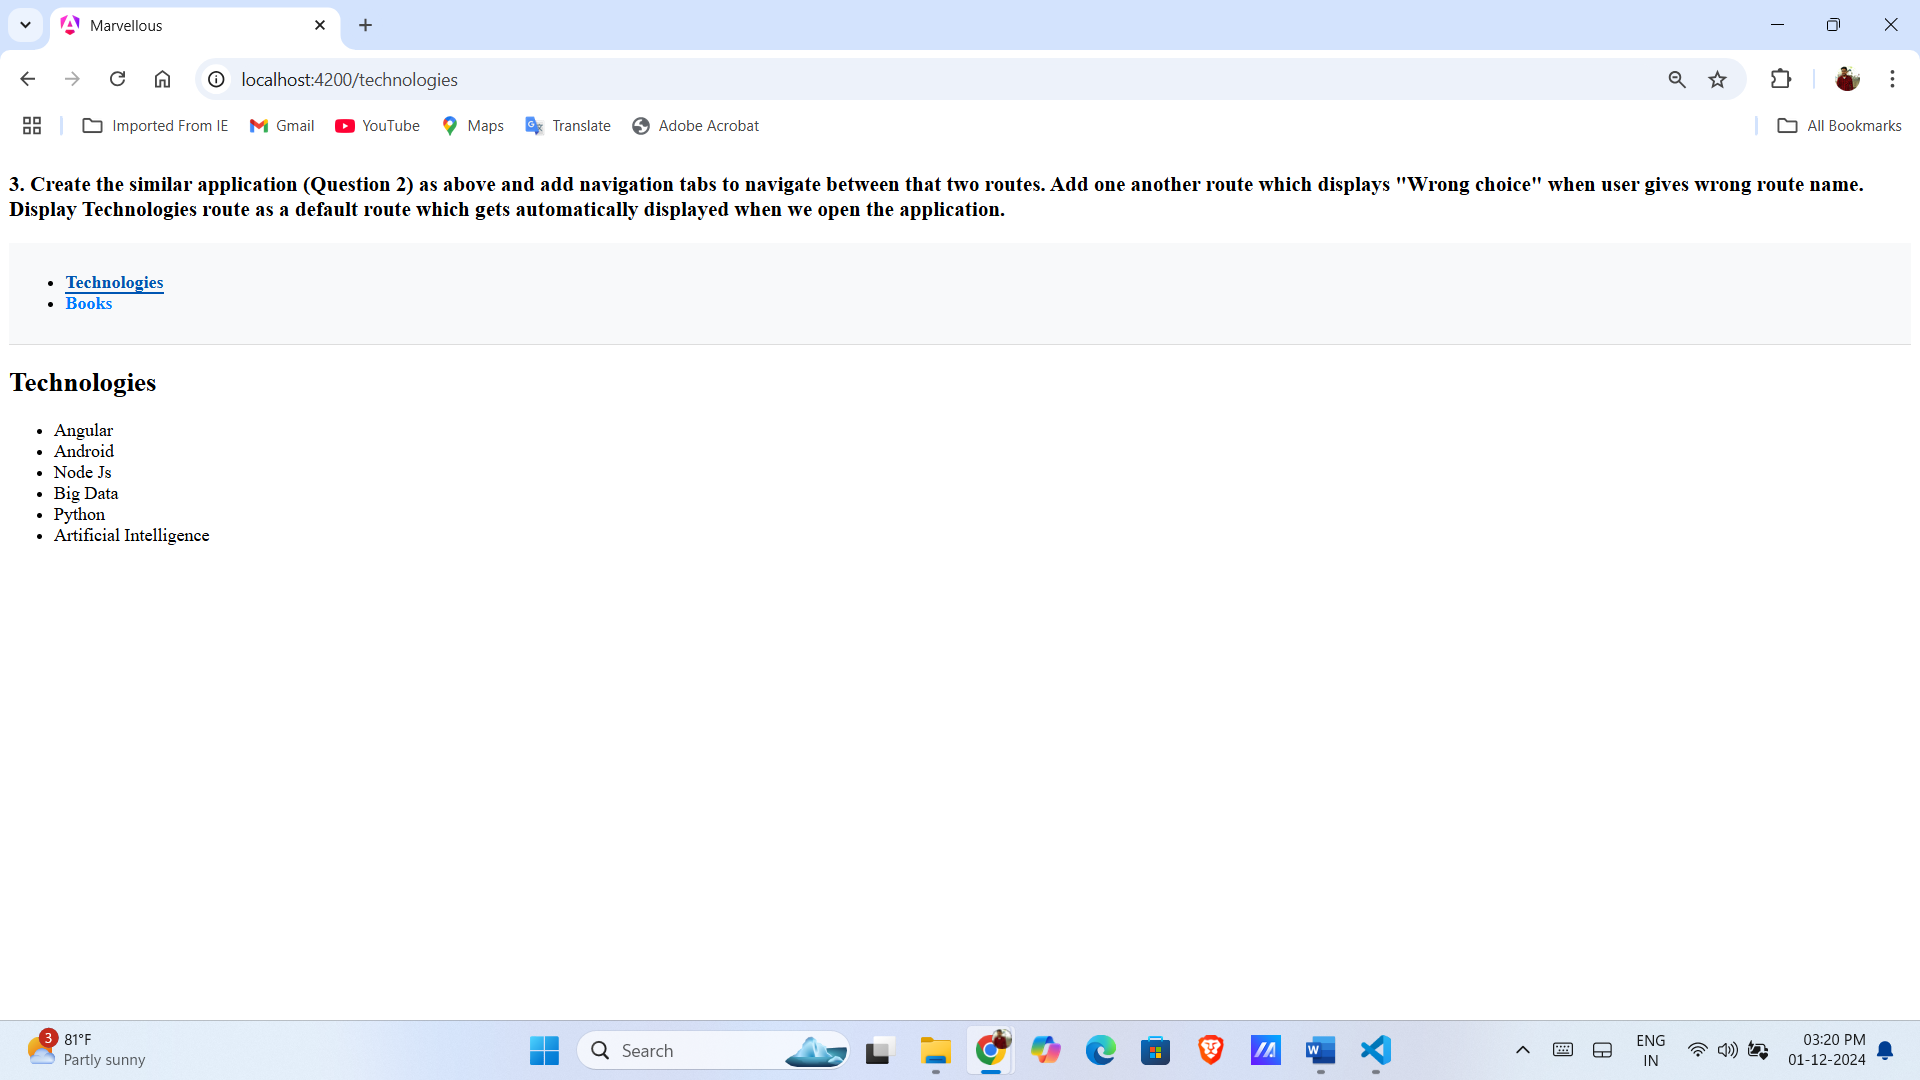 Marvellous
localhost:4200/technologies
Imported From IE Gmail YouTube Maps Translate Adobe Acrobat All Bookmarks
3. Create the similar application (Question 2) as above and add navigation tabs to navigate between that two routes. Add one another route which displays "Wrong choice" when user gives wrong route name.
Display Technologies route as a default route which gets automatically displayed when we open the application.
Technologies
Books
Technologies
Angular
Android
Node Js
Big Data
Python
Artificial Intelligence
3 81°F
Partly sunny
Search
ENG
IN
03:20 PM
01-12-2024